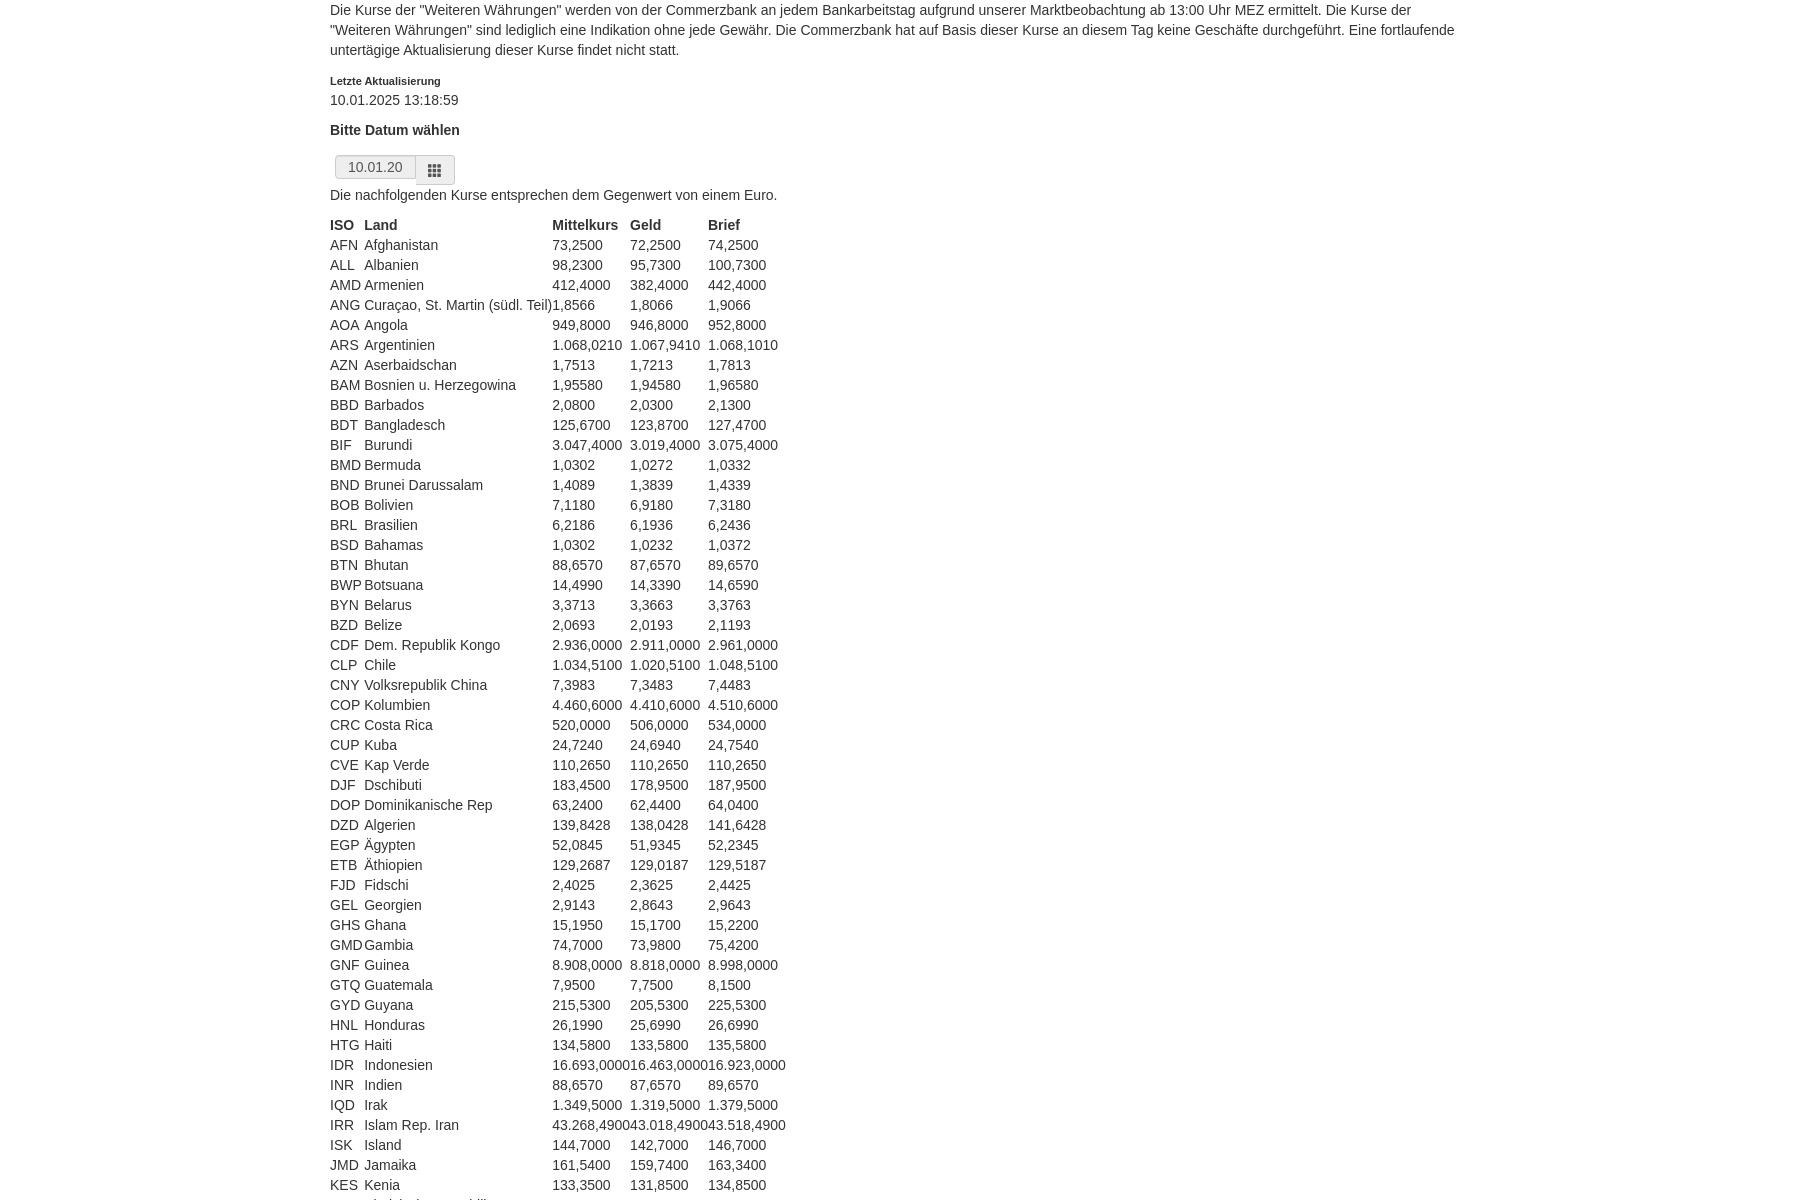 Die Kurse der "Weiteren Währungen" werden von der Commerzbank an jedem Bankarbeitstag aufgrund unserer Marktbeobachtung ab 13:00 Uhr MEZ ermittelt. Die Kurse der
"Weiteren Währungen" sind lediglich eine Indikation ohne jede Gewähr. Die Commerzbank hat auf Basis dieser Kurse an diesem Tag keine Geschäfte durchgeführt. Eine fortlaufende
untertägige Aktualisierung dieser Kurse findet nicht statt.
Letzte Aktualisierung
10.01.2025 13:18:59
Bitte Datum wählen
10.01.20
Die nachfolgenden Kurse entsprechen dem Gegenwert von einem Euro.
ISO Land Mittelkurs Geld Brief
AFN Afghanistan 73,2500 72,2500 74,2500
ALL Albanien 98,2300 95,7300 100,7300
AMD Armenien 412,4000 382,4000 442,4000
ANG Curaçao, St. Martin (südl. Teil) 1,8566 1,8066 1,9066
AOA Angola 949,8000 946,8000 952,8000
ARS Argentinien 1.068,0210 1.067,9410 1.068,1010
AZN Aserbaidschan 1,7513 1,7213 1,7813
BAM Bosnien u. Herzegowina 1,95580 1,94580 1,96580
BBD Barbados 2,0800 2,0300 2,1300
BDT Bangladesch 125,6700 123,8700 127,4700
BIF Burundi 3.047,4000 3.019,4000 3.075,4000
BMD Bermuda 1,0302 1,0272 1,0332
BND Brunei Darussalam 1,4089 1,3839 1,4339
BOB Bolivien 7,1180 6,9180 7,3180
BRL Brasilien 6,2186 6,1936 6,2436
BSD Bahamas 1,0302 1,0232 1,0372
BTN Bhutan 88,6570 87,6570 89,6570
BWP Botsuana 14,4990 14,3390 14,6590
BYN Belarus 3,3713 3,3663 3,3763
BZD Belize 2,0693 2,0193 2,1193
CDF Dem. Republik Kongo 2.936,0000 2.911,0000 2.961,0000
CLP Chile 1.034,5100 1.020,5100 1.048,5100
CNY Volksrepublik China 7,3983 7,3483 7,4483
COP Kolumbien 4.460,6000 4.410,6000 4.510,6000
CRC Costa Rica 520,0000 506,0000 534,0000
CUP Kuba 24,7240 24,6940 24,7540
CVE Kap Verde 110,2650 110,2650 110,2650
DJF Dschibuti 183,4500 178,9500 187,9500
DOP Dominikanische Rep 63,2400 62,4400 64,0400
DZD Algerien 139,8428 138,0428 141,6428
EGP Ägypten 52,0845 51,9345 52,2345
ETB Äthiopien 129,2687 129,0187 129,5187
FJD Fidschi 2,4025 2,3625 2,4425
GEL Georgien 2,9143 2,8643 2,9643
GHS Ghana 15,1950 15,1700 15,2200
GMD Gambia 74,7000 73,9800 75,4200
GNF Guinea 8.908,0000 8.818,0000 8.998,0000
GTQ Guatemala 7,9500 7,7500 8,1500
GYD Guyana 215,5300 205,5300 225,5300
HNL Honduras 26,1990 25,6990 26,6990
HTG Haiti 134,5800 133,5800 135,5800
IDR Indonesien 16.693,0000 16.463,0000 16.923,0000
INR Indien 88,6570 87,6570 89,6570
IQD Irak 1.349,5000 1.319,5000 1.379,5000
IRR Islam Rep. Iran 43.268,4900 43.018,4900 43.518,4900
ISK Island 144,7000 142,7000 146,7000
JMD Jamaika 161,5400 159,7400 163,3400
KES Kenia 133,3500 131,8500 134,8500